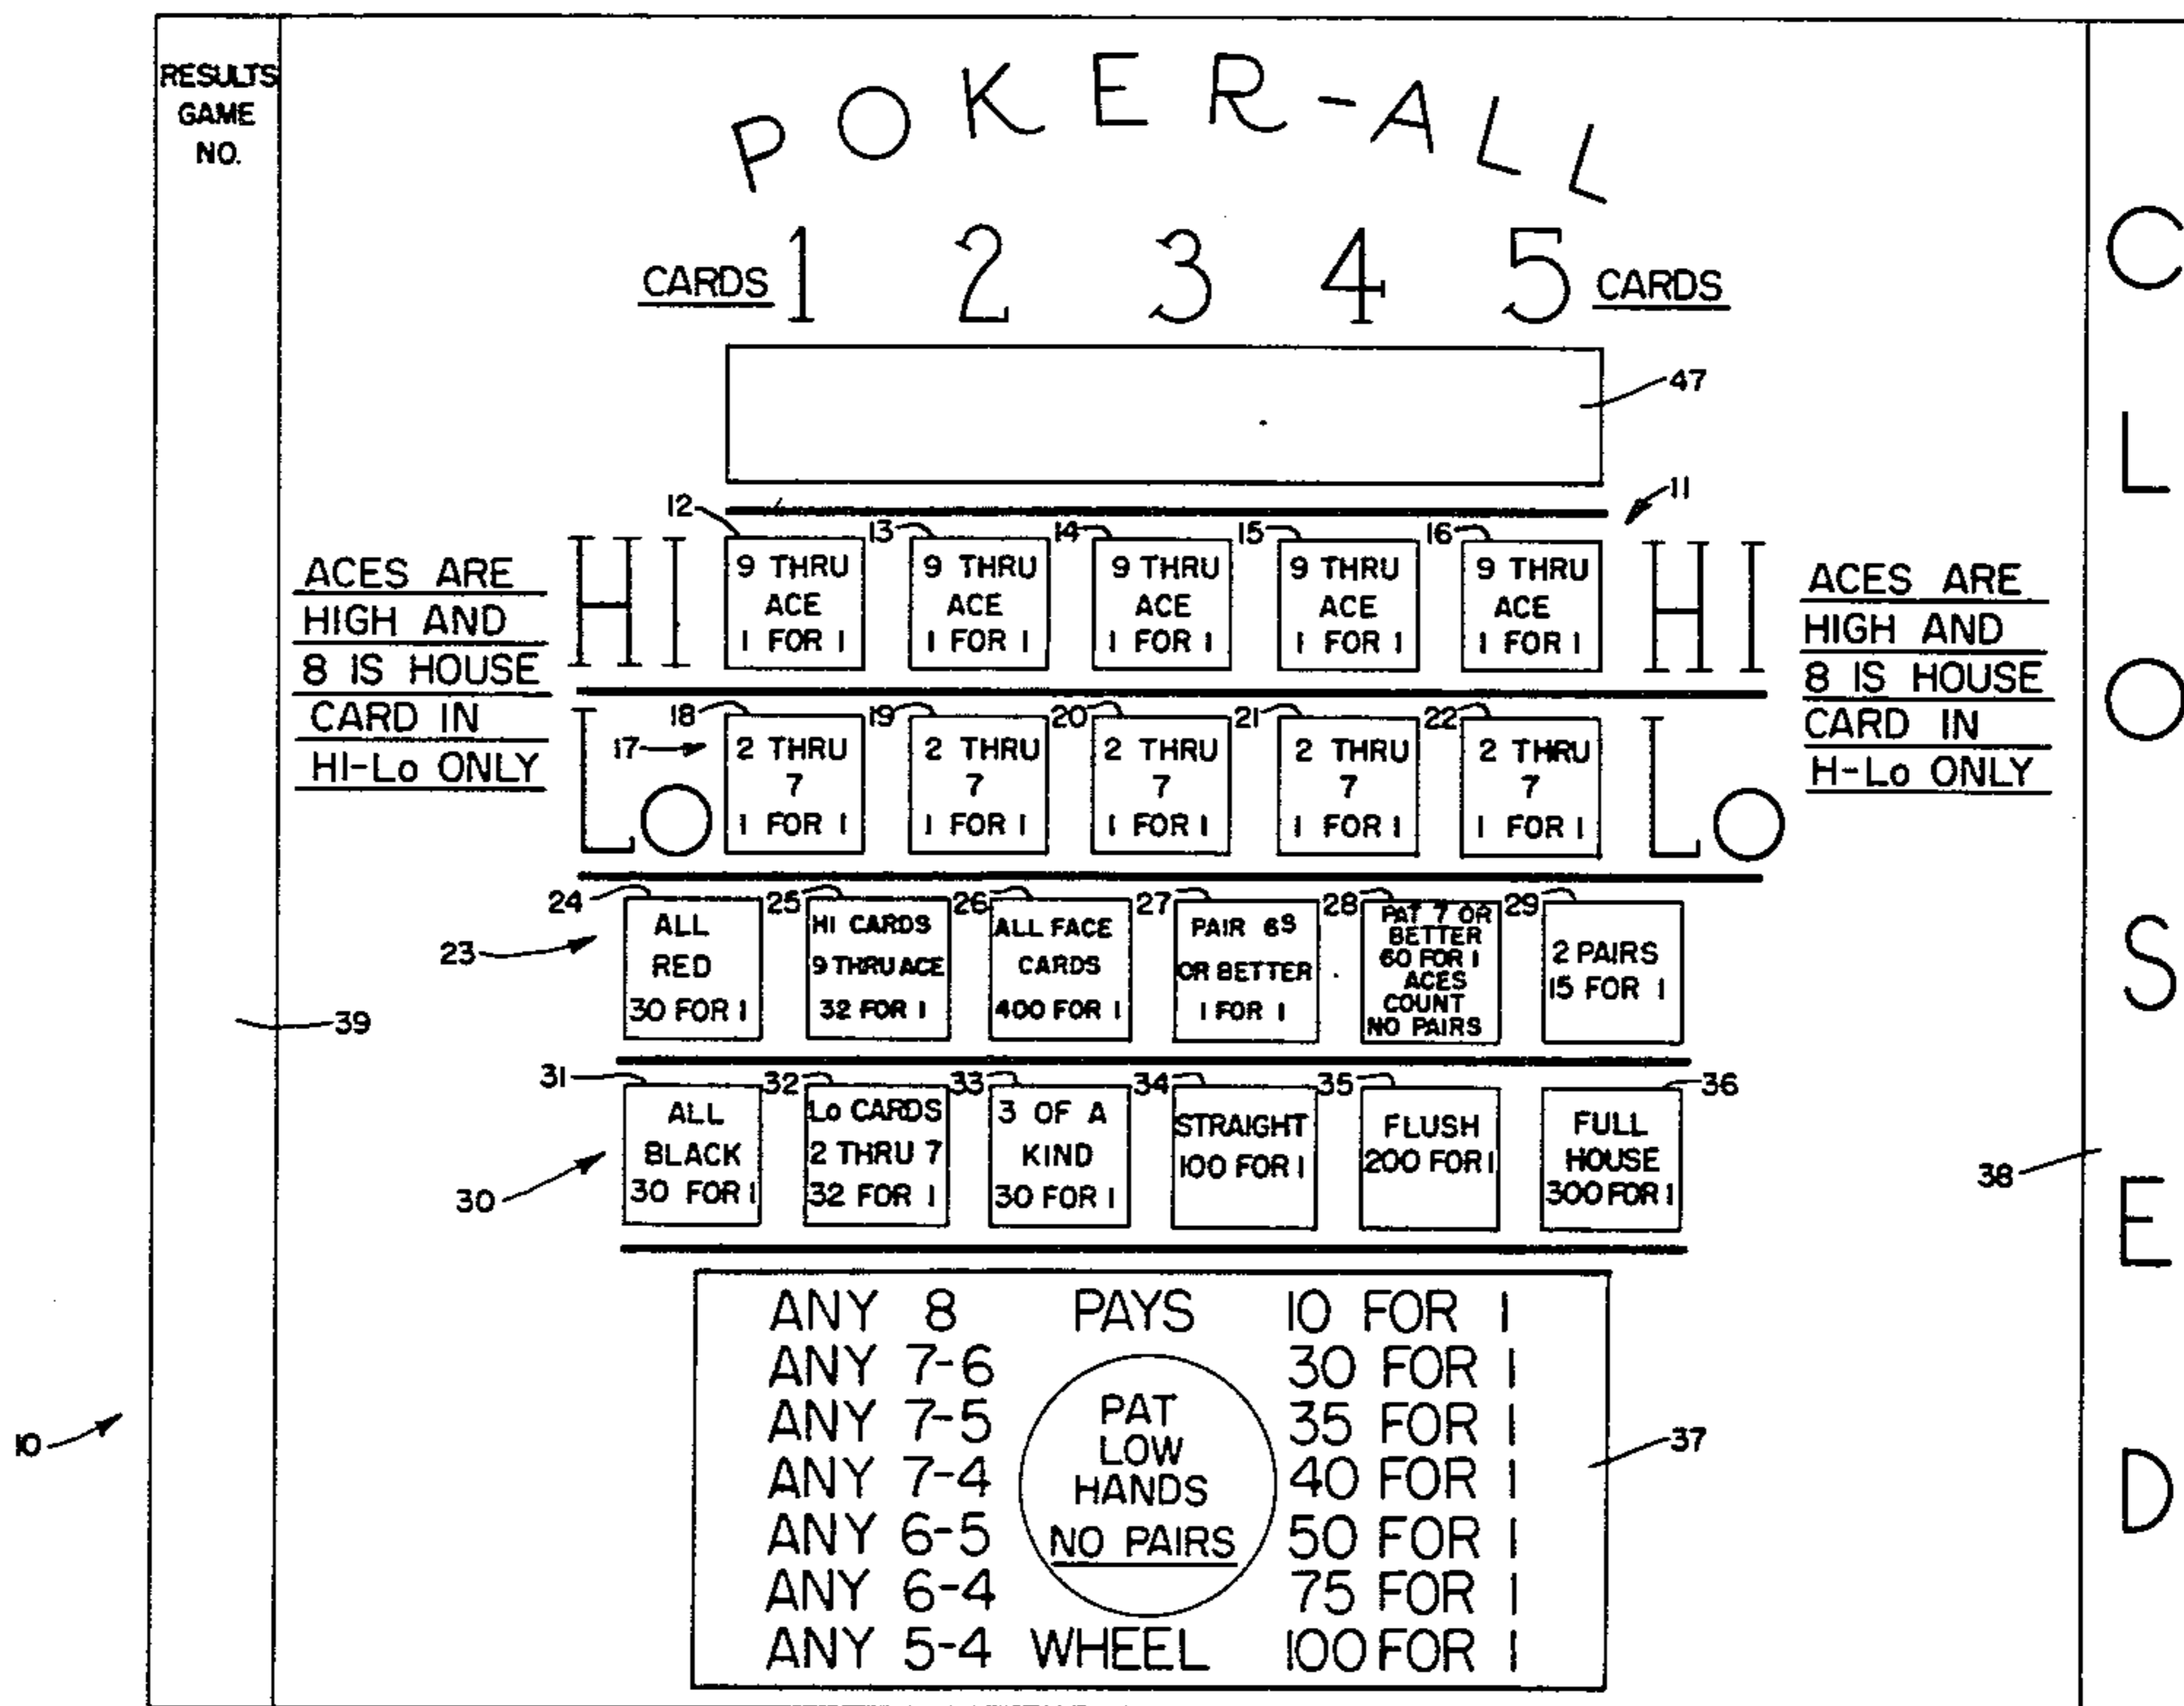 RESULTS
GAME
NO.
POKER-ALL
CARDS 1 2 3 4 5 CARDS
47
11
12 13 14 15 16
HI
9 THRU
ACE
1 FOR 1
9 THRU
ACE
1 FOR 1
9 THRU
ACE
1 FOR 1
9 THRU
ACE
1 FOR 1
9 THRU
ACE
1 FOR 1
HI
ACES ARE
HIGH AND
8 IS HOUSE
CARD IN
HI-Lo ONLY
ACES ARE
HIGH AND
8 IS HOUSE
CARD IN
H-Lo ONLY
17
18 19 20 21 22
LO
2 THRU
7
1 FOR 1
2 THRU
7
1 FOR 1
2 THRU
7
1 FOR 1
2 THRU
7
1 FOR 1
2 THRU
7
1 FOR 1
LO
23
24 25 26 27 28 29
ALL
RED
30 FOR 1
HI CARDS
9 THRU ACE
32 FOR 1
ALL FACE
CARDS
400 FOR 1
PAIR 6S
OR BETTER
1 FOR 1
PAT 7 OR
BETTER
60 FOR 1
ACES
COUNT
NO PAIRS
2 PAIRS
15 FOR 1
39
30
31 32 33 34 35 36
ALL
BLACK
30 FOR 1
Lo CARDS
2 THRU 7
32 FOR 1
3 OF A
KIND
30 FOR 1
STRAIGHT
100 FOR 1
FLUSH
200 FOR 1
FULL
HOUSE
300 FOR 1
38
ANY 8 PAYS 10 FOR 1
ANY 7-6 30 FOR 1
ANY 7-5 35 FOR 1
ANY 7-4 40 FOR 1
ANY 6-5 50 FOR 1
ANY 6-4 75 FOR 1
ANY 5-4 WHEEL 100 FOR 1
PAT
LOW
HANDS
NO PAIRS
37
10
CLOSED